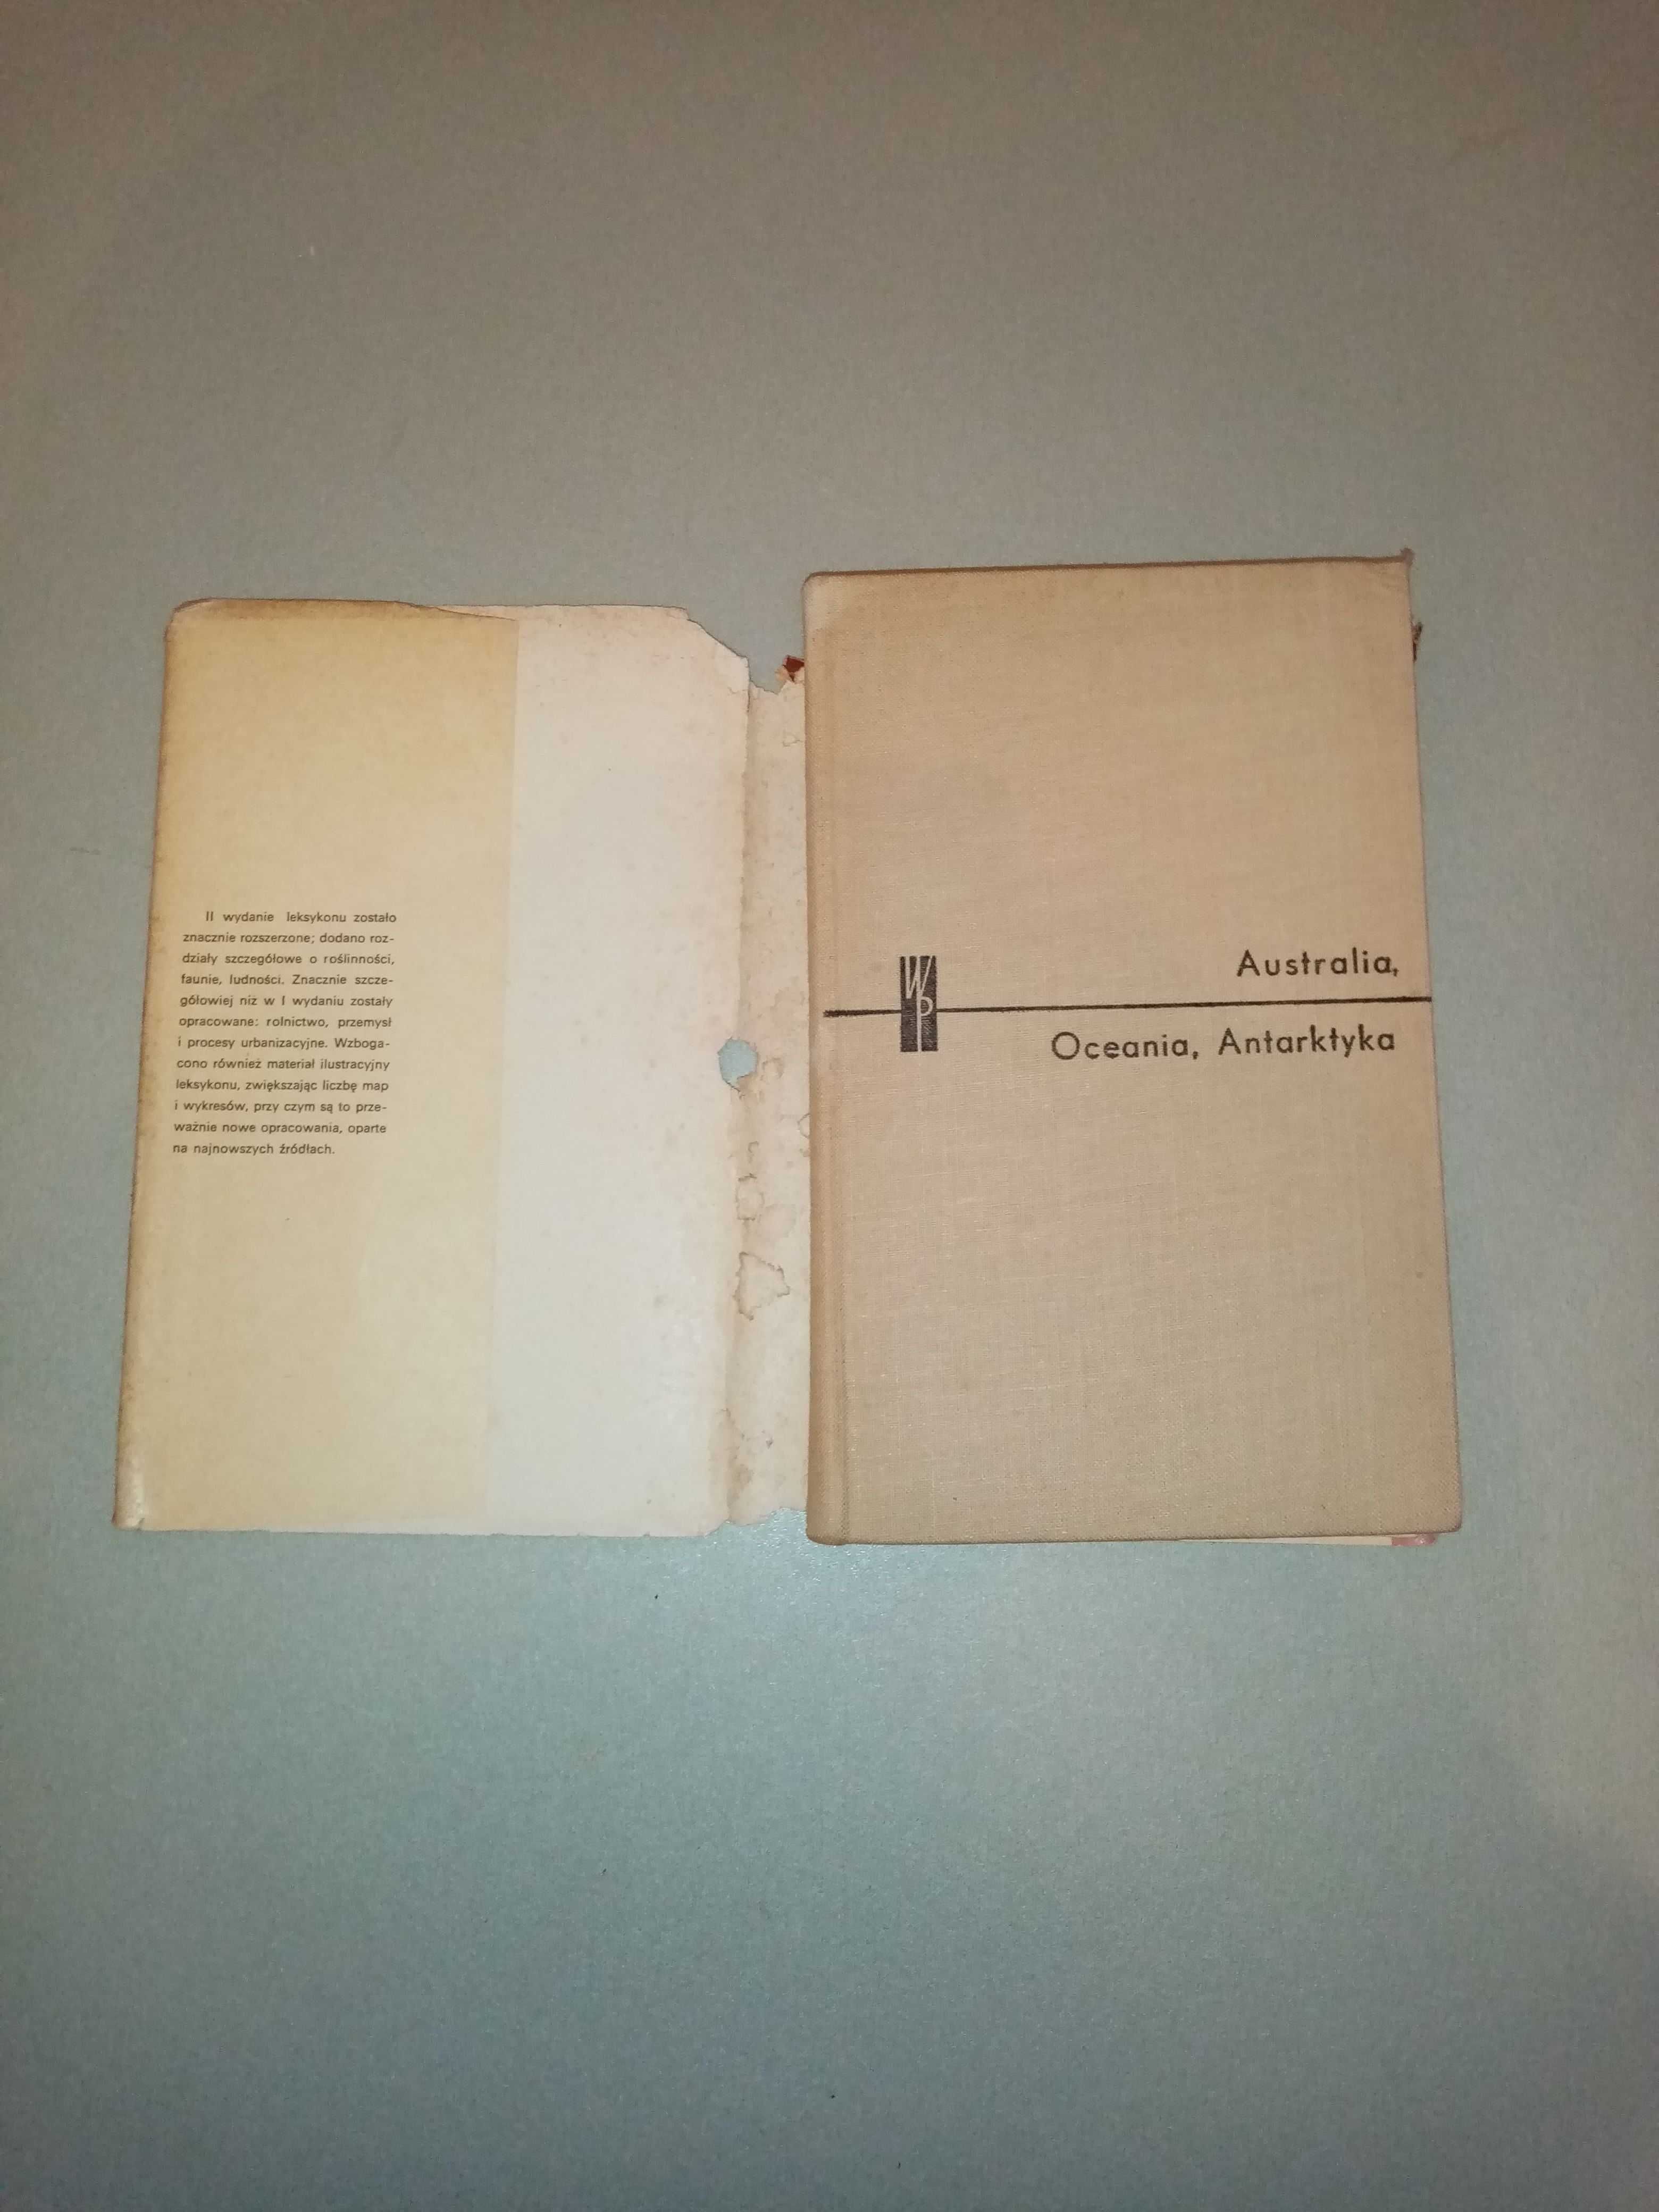 II wydanie leksykonu zostało
znacznie rozszerzone; dodano roz-
działy szczegółowe o roślinności,
faunie, ludności. Znacznie szcze-
gółowiej niż w I wydaniu zostały
opracowane: rolnictwo, przemysł
i procesy urbanizacyjne. Wzboga-
cono również materiał ilustracyjny
leksykonu, zwiększając liczbę map
i wykresów, przy czym są to prze-
ważnie nowe opracowania, oparte
na najnowszych źródłach.
WP
Australia,
Oceania, Antarktyka